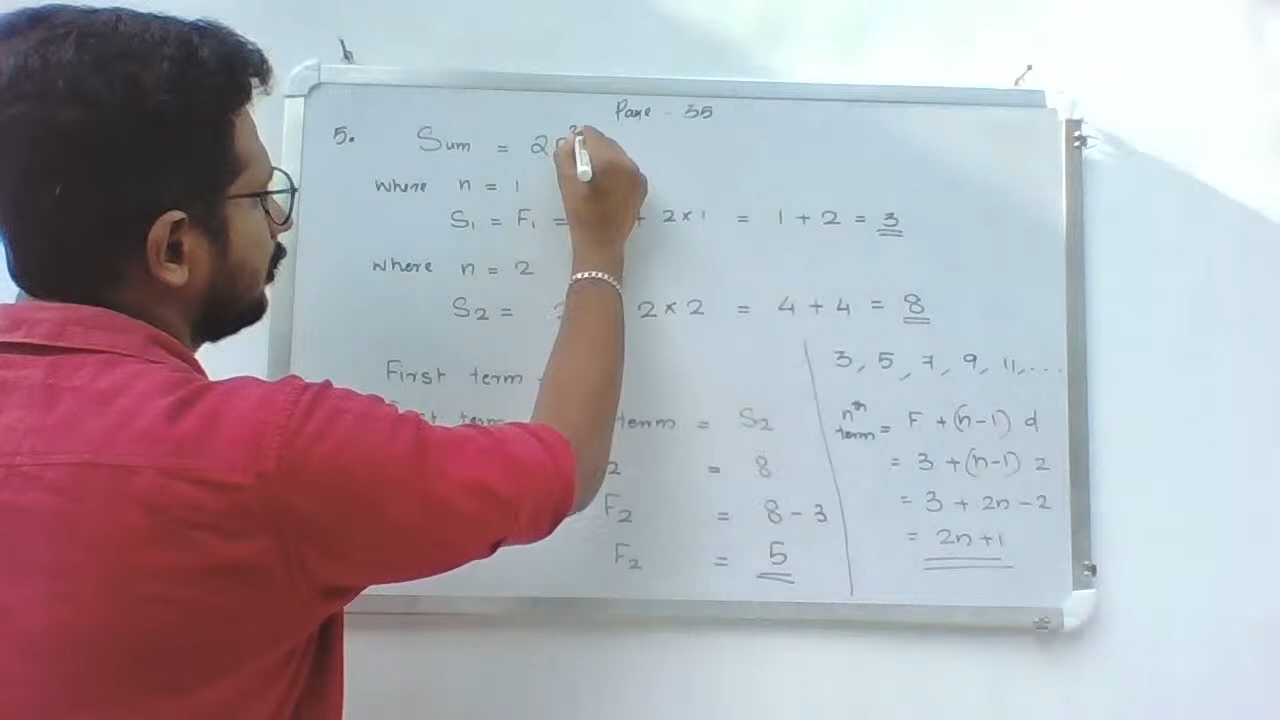 Page - 35
5. Sum = 2n²
where n = 1
S₁ = F₁ = + 2×1 = 1 + 2 = 3
where n = 2
S₂ = 2×2 = 4 + 4 = 8
First term
term = S₂
2 = 8
F₂ = 8 - 3
F₂ = 5
3, 5, 7, 9, 11, ...
nth term = F + (n-1) d
= 3 + (n-1) 2
= 3 + 2n - 2
= 2n+1